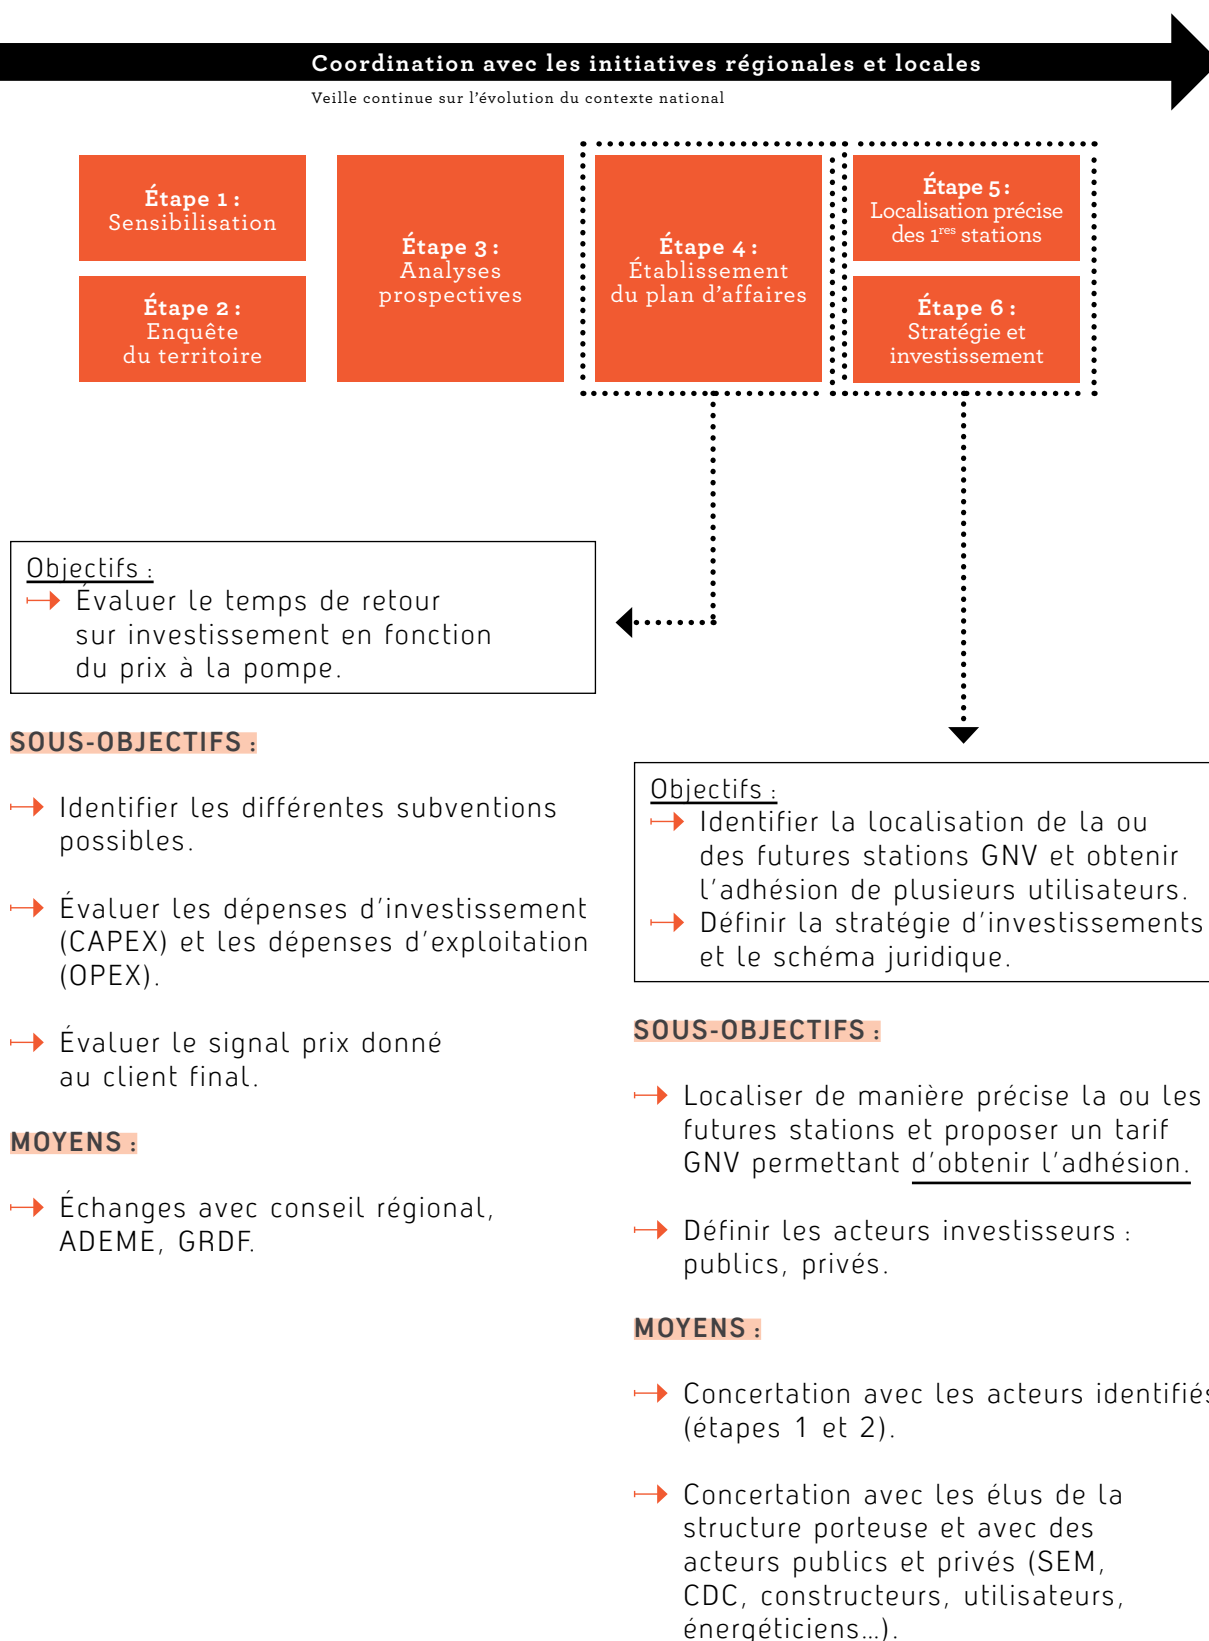 Coordination avec les initiatives régionales et locales
Veille continue sur l'évolution du contexte national
Étape 1 :
Sensibilisation
Étape 2 :
Enquête
du territoire
Étape 3 :
Analyses
prospectives
Étape 4 :
Établissement
du plan d'affaires
Étape 5 :
Localisation précise
des 1res stations
Étape 6 :
Stratégie et
investissement
Objectifs :
Évaluer le temps de retour
sur investissement en fonction
du prix à la pompe.
SOUS-OBJECTIFS :
Identifier les différentes subventions
possibles.
Évaluer les dépenses d'investissement
(CAPEX) et les dépenses d'exploitation
(OPEX).
Évaluer le signal prix donné
au client final.
MOYENS :
Échanges avec conseil régional,
ADEME, GRDF.
Objectifs :
Identifier la localisation de la ou
des futures stations GNV et obtenir
l'adhésion de plusieurs utilisateurs.
Définir la stratégie d'investissements
et le schéma juridique.
SOUS-OBJECTIFS :
Localiser de manière précise la ou les
futures stations et proposer un tarif
GNV permettant d'obtenir l'adhésion.
Définir les acteurs investisseurs :
publics, privés.
MOYENS :
Concertation avec les acteurs identifiés
(étapes 1 et 2).
Concertation avec les élus de la
structure porteuse et avec des
acteurs publics et privés (SEM,
CDC, constructeurs, utilisateurs,
énergéticiens…).